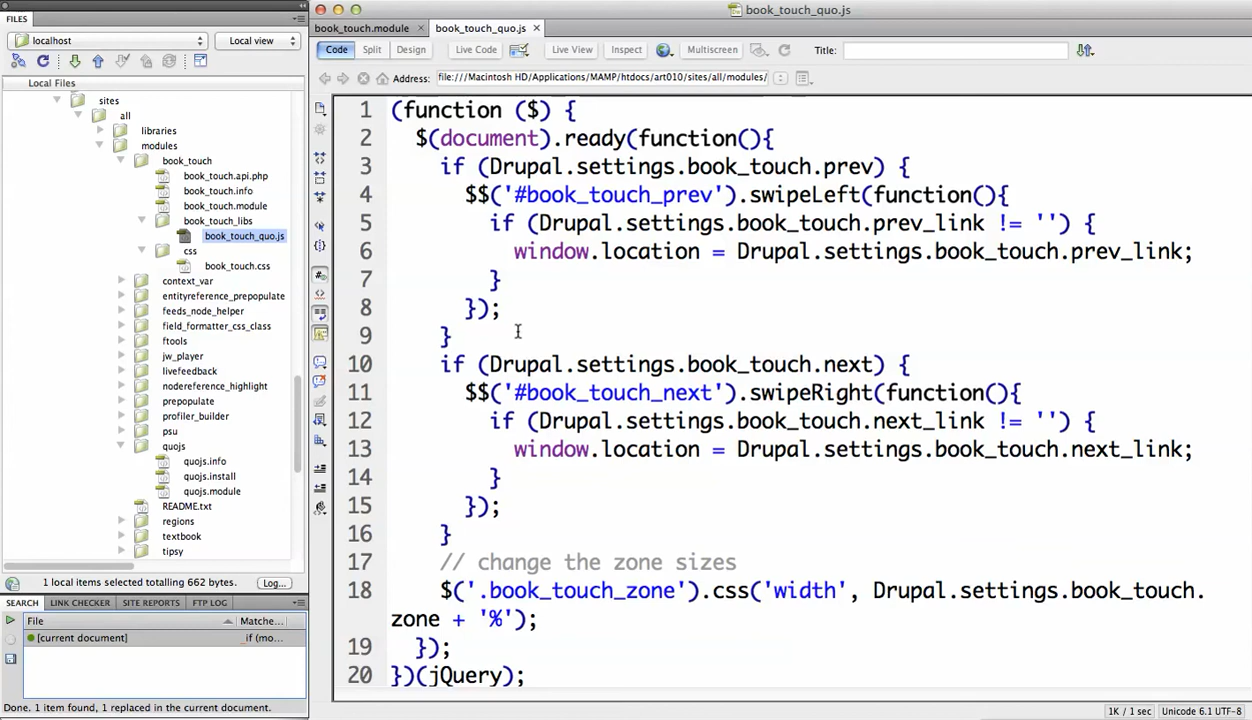 FILES
book_touch_quo.js
book_touch.module
book_touch_quo.js
localhost
Local view
Code
Split
Design
Live Code
Live View
Inspect
Multiscreen
Title:
Address:
file:///Macintosh HD/Applications/MAMP/htdocs/art010/sites/all/modules/
Local Files
sites
all
libraries
modules
book_touch
book_touch.api.php
book_touch.info
book_touch.module
book_touch_libs
book_touch_quo.js
css
book_touch.css
context_var
entityreference_prepopulate
feeds_node_helper
field_formatter_css_class
ftools
jw_player
livefeedback
nodereference_highlight
prepopulate
profiler_builder
psu
quojs
quojs.info
quojs.install
quojs.module
README.txt
regions
textbook
tipsy
1 local items selected totalling 662 bytes.
Log...
SEARCH
LINK CHECKER
SITE REPORTS
FTP LOG
File
Matche...
[current document]
_if (mo...
Done. 1 item found, 1 replaced in the current document.
1 (function ($) {
2 $(document).ready(function(){
3 if (Drupal.settings.book_touch.prev) {
4 $$('#book_touch_prev').swipeLeft(function(){
5 if (Drupal.settings.book_touch.prev_link != '') {
6 window.location = Drupal.settings.book_touch.prev_link;
7 }
8 });
9 }
10 if (Drupal.settings.book_touch.next) {
11 $$('#book_touch_next').swipeRight(function(){
12 if (Drupal.settings.book_touch.next_link != '') {
13 window.location = Drupal.settings.book_touch.next_link;
14 }
15 });
16 }
17 // change the zone sizes
18 $('.book_touch_zone').css('width', Drupal.settings.book_touch.
zone + '%');
19 });
20 })(jQuery);
1K / 1 sec
Unicode 6.1 UTF-8